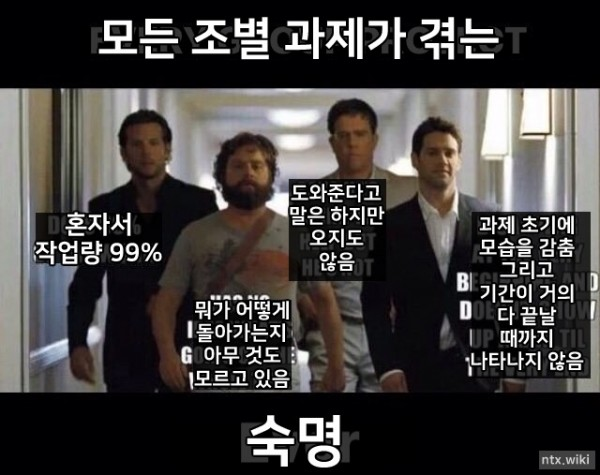 모든 조별 과제가 겪는
혼자서
작업량 99%
뭐가 어떻게
돌아가는지
아무 것도
모르고 있음
도와준다고
말은 하지만
오지도
않음
과제 초기에
모습을 감춤
그리고
기간이 거의
다 끝날
때까지
나타나지 않음
숙명
ntx.wiki